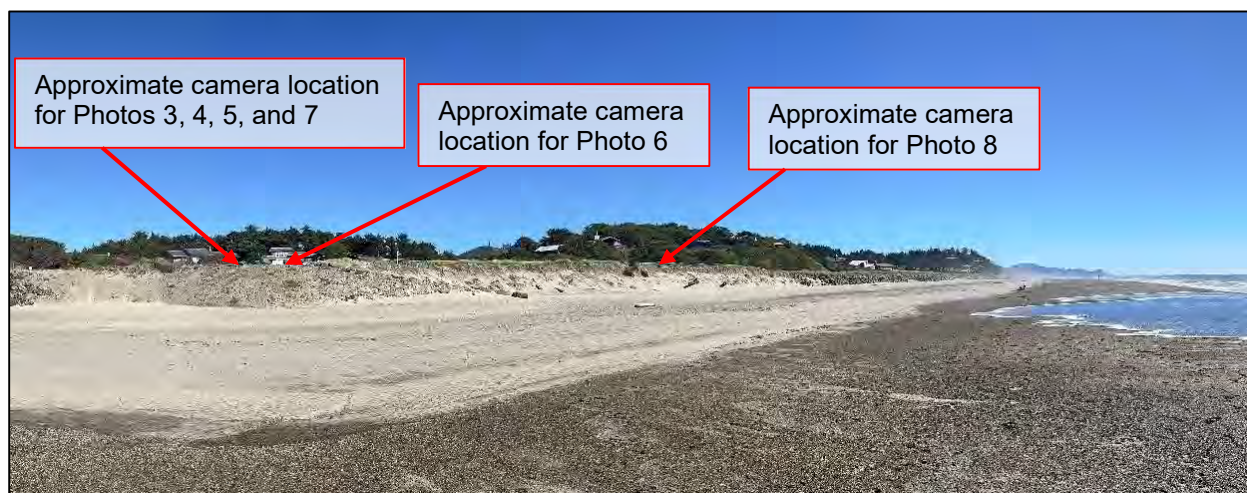 Approximate camera location
for Photos 3, 4, 5, and 7
Approximate camera
location for Photo 6
Approximate camera
location for Photo 8